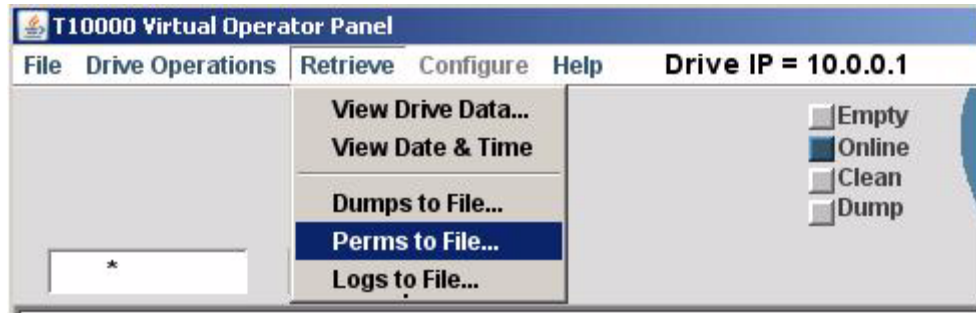 T10000 Virtual Operator Panel
File Drive Operations Retrieve Configure Help Drive IP = 10.0.0.1
View Drive Data...
View Date & Time
Dumps to File...
Perms to File...
Logs to File...
Empty
Online
Clean
Dump
*